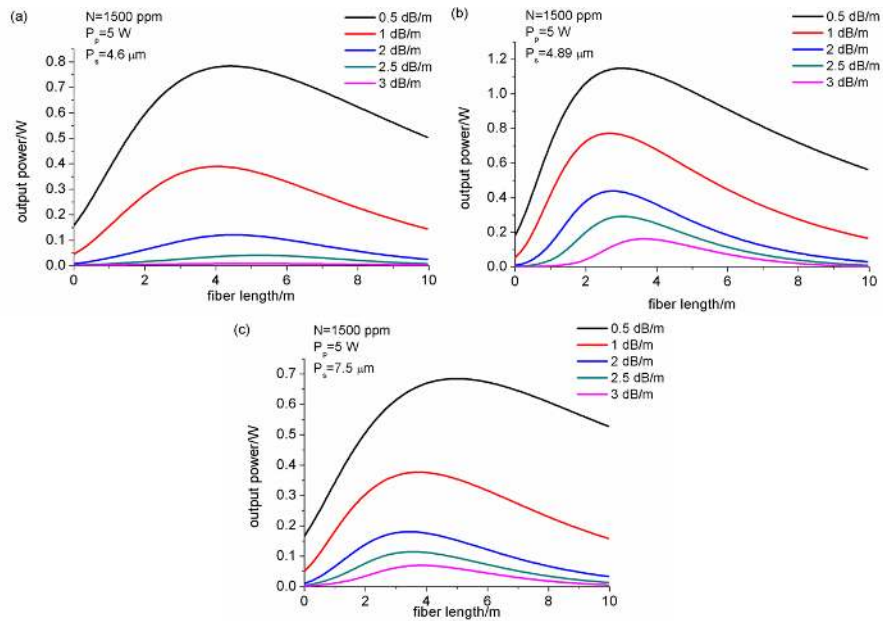 (a)
N=1500 ppm
Pp=5 W
Ps=4.6 μm
0.5 dB/m
1 dB/m
2 dB/m
2.5 dB/m
3 dB/m
output power/W
0.8
0.7
0.6
0.5
0.4
0.3
0.2
0.1
0.0
0 2 4 6 8 10
fiber length/m
(b)
N=1500 ppm
Pp=5 W
Ps=4.89 μm
0.5 dB/m
1 dB/m
2 dB/m
2.5 dB/m
3 dB/m
output power/W
1.2
1.0
0.8
0.6
0.4
0.2
0.0
0 2 4 6 8 10
fiber length/m
(c)
N=1500 ppm
Pp=5 W
Ps=7.5 μm
0.5 dB/m
1 dB/m
2 dB/m
2.5 dB/m
3 dB/m
output power/W
0.7
0.6
0.5
0.4
0.3
0.2
0.1
0.0
0 2 4 6 8 10
fiber length/m